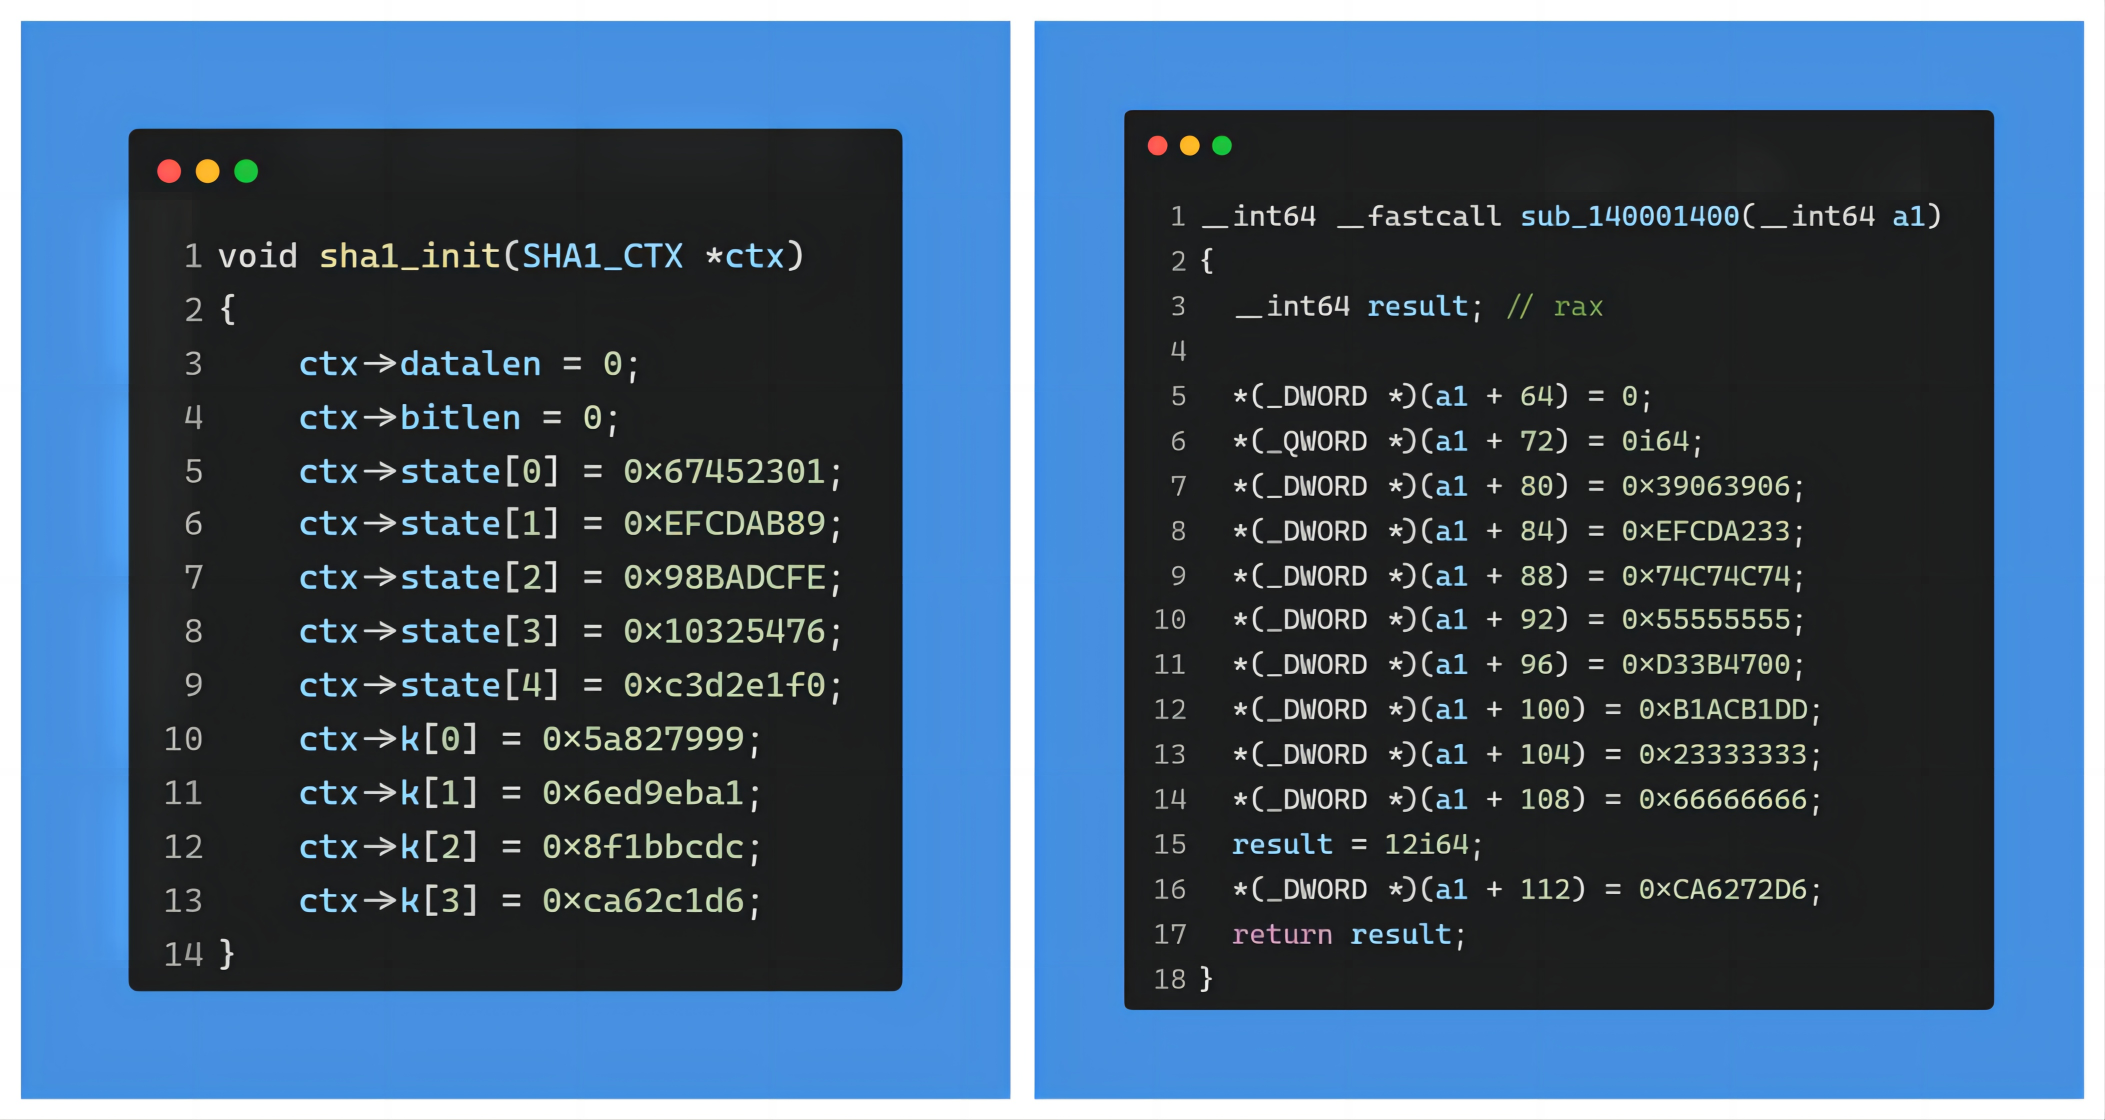 1 void sha1_init(SHA1_CTX *ctx)
2 {
3     ctx->datalen = 0;
4     ctx->bitlen = 0;
5     ctx->state[0] = 0x67452301;
6     ctx->state[1] = 0xEFCDAB89;
7     ctx->state[2] = 0x98BADCFE;
8     ctx->state[3] = 0x10325476;
9     ctx->state[4] = 0xc3d2e1f0;
10     ctx->k[0] = 0x5a827999;
11     ctx->k[1] = 0x6ed9eba1;
12     ctx->k[2] = 0x8f1bbcdc;
13     ctx->k[3] = 0xca62c1d6;
14 }
1 __int64 __fastcall sub_140001400(__int64 a1)
2 {
3   __int64 result; // rax
4
5   *(_DWORD *)(a1 + 64) = 0;
6   *(_QWORD *)(a1 + 72) = 0i64;
7   *(_DWORD *)(a1 + 80) = 0x39063906;
8   *(_DWORD *)(a1 + 84) = 0xEFCDA233;
9   *(_DWORD *)(a1 + 88) = 0x74C74C74;
10   *(_DWORD *)(a1 + 92) = 0x55555555;
11   *(_DWORD *)(a1 + 96) = 0xD33B4700;
12   *(_DWORD *)(a1 + 100) = 0xB1ACB1DD;
13   *(_DWORD *)(a1 + 104) = 0x23333333;
14   *(_DWORD *)(a1 + 108) = 0x66666666;
15   result = 12i64;
16   *(_DWORD *)(a1 + 112) = 0xCA6272D6;
17   return result;
18 }